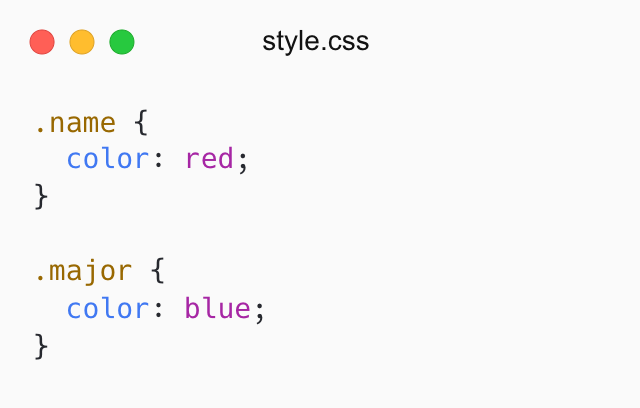 style.css
.name {
  color: red;
}

.major {
  color: blue;
}